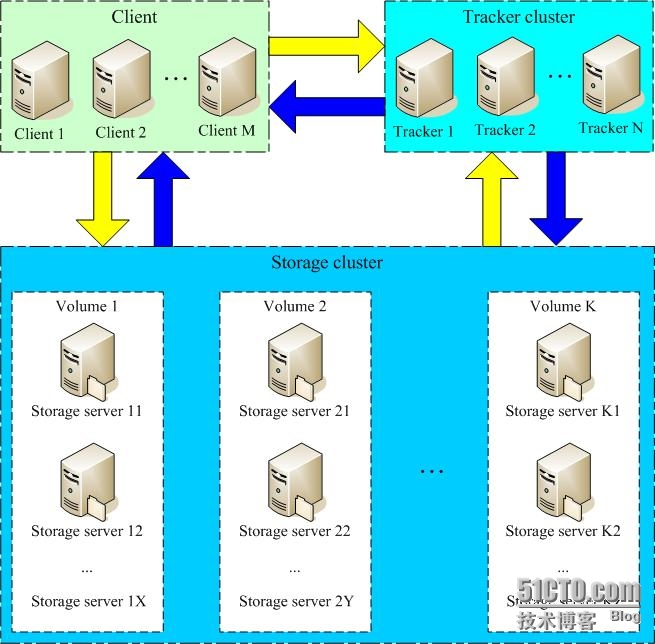 Client
Tracker cluster
Client 1
Client 2
...
Client M
Tracker 1
Tracker 2
...
Tracker N
Storage cluster
Volume 1
Volume 2
Volume K
Storage server 11
Storage server 21
Storage server K1
...
Storage server 12
Storage server 22
Storage server K2
...
...
...
Storage server 1X
Storage server 2Y
Storage server
51CTO.com
技术博客 Blog